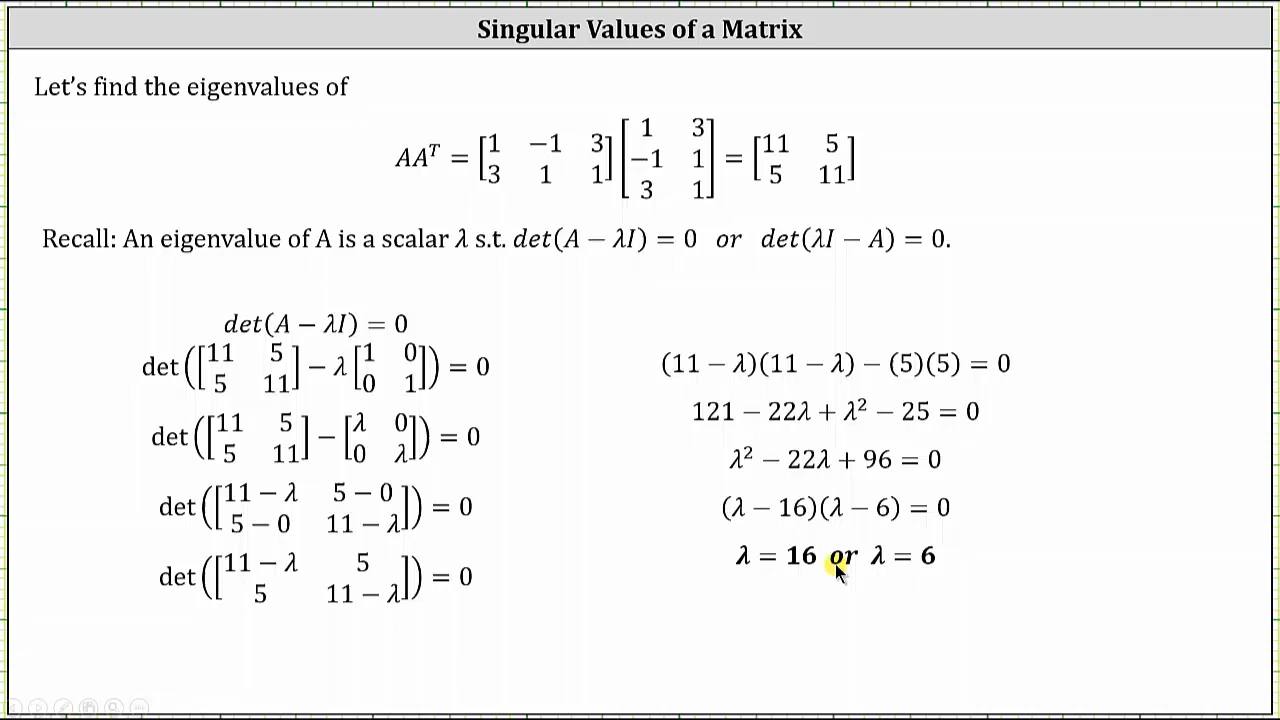 Singular Values of a Matrix
Let's find the eigenvalues of
AAᵀ = [1 −1 3; 3 1 1] [1 3; −1 1; 3 1] = [11 5; 5 11]
Recall: An eigenvalue of A is a scalar λ s.t. det(A − λI) = 0 or det(λI − A) = 0.
det(A − λI) = 0
det([11 5; 5 11] − λ[1 0; 0 1]) = 0
det([11 5; 5 11] − [λ 0; 0 λ]) = 0
det([11 − λ 5 − 0; 5 − 0 11 − λ]) = 0
det([11 − λ 5; 5 11 − λ]) = 0
(11 − λ)(11 − λ) − (5)(5) = 0
121 − 22λ + λ² − 25 = 0
λ² − 22λ + 96 = 0
(λ − 16)(λ − 6) = 0
λ = 16 or λ = 6